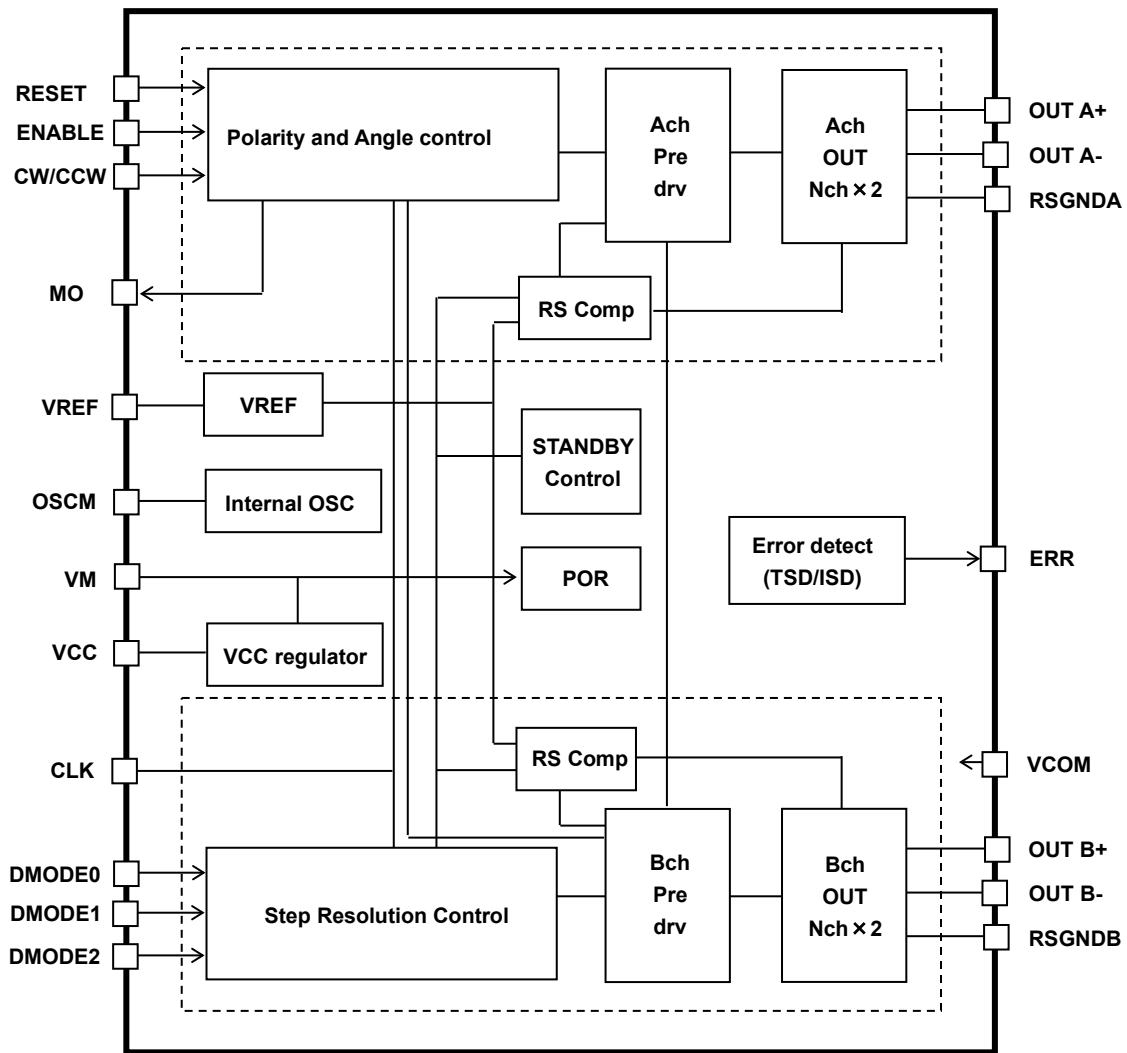 RESET
ENABLE
CW/CCW
MO
VREF
OSCM
VM
VCC
CLK
DMODE0
DMODE1
DMODE2
Polarity and Angle control
Ach
Pre
drv
Ach
OUT
Nch × 2
RS Comp
VREF
STANDBY
Control
Internal OSC
POR
Error detect
(TSD/ISD)
VCC regulator
RS Comp
Step Resolution Control
Bch
Pre
drv
Bch
OUT
Nch × 2
OUT A+
OUT A-
RSGNDA
ERR
VCOM
OUT B+
OUT B-
RSGNDB